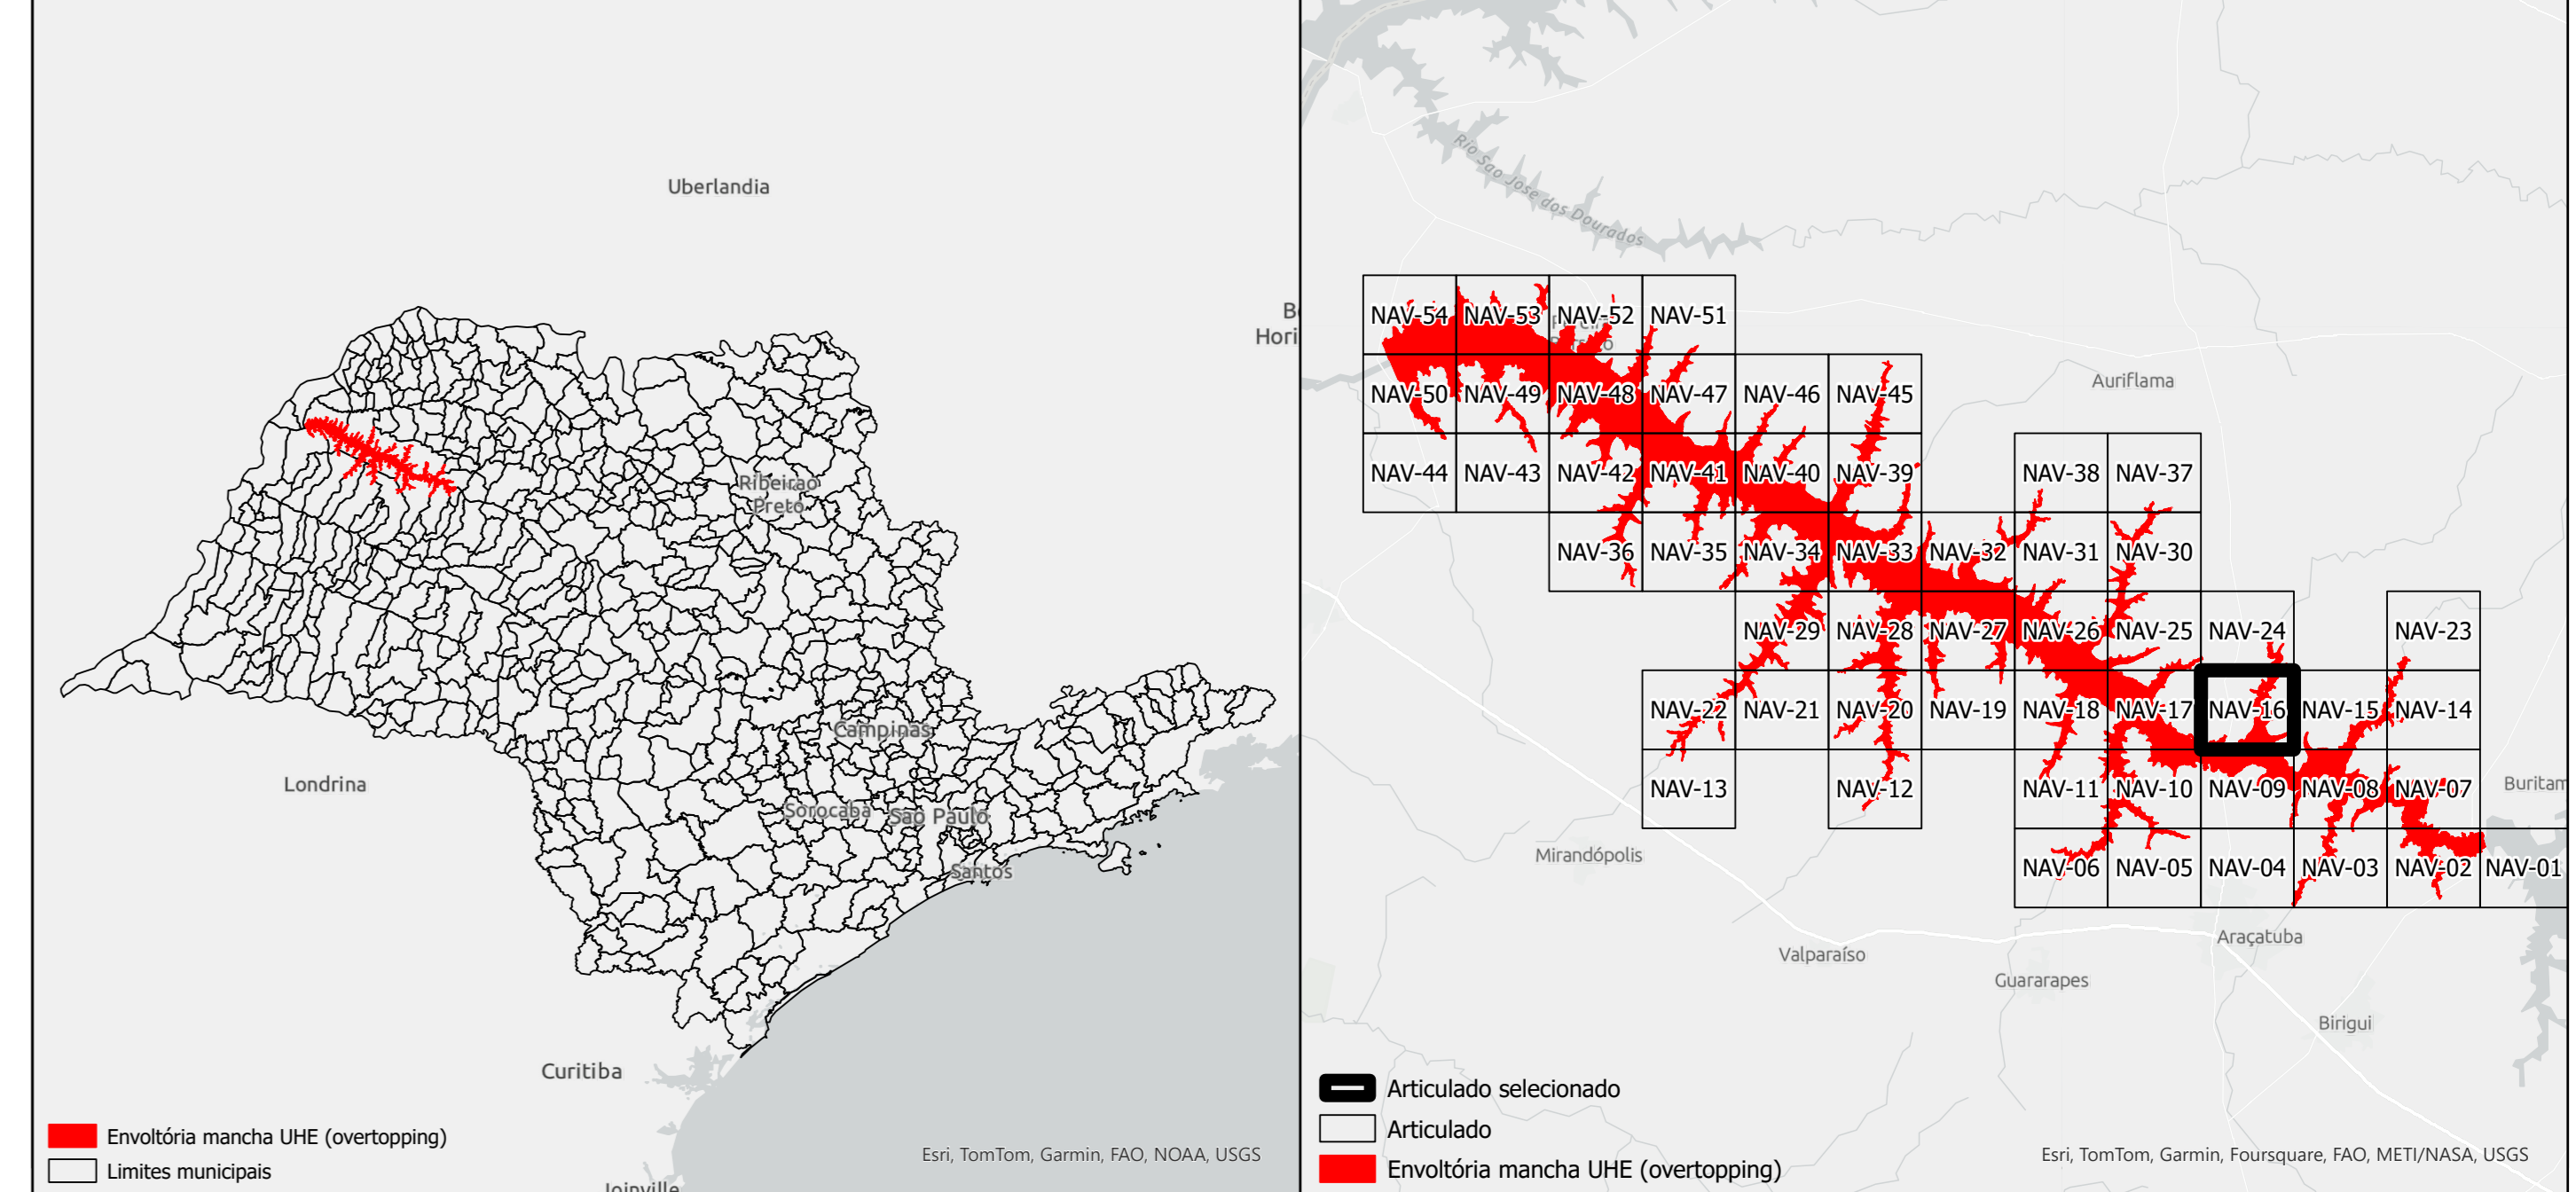 Uberlandia
Ribeirao
Preto
Campinas
Londrina
Sorocaba
Sao Paulo
Santos
Curitiba
Joinville
Envoltória mancha UHE (overtopping)
Limites municipais
Esri, TomTom, Garmin, FAO, NOAA, USGS
Hori
Rio Sao Jose dos Dourados
NAV-54 NAV-53 NAV-52 NAV-51
NAV-50 NAV-49 NAV-48 NAV-47 NAV-46 NAV-45
Auriflama
NAV-44 NAV-43 NAV-42 NAV-41 NAV-40 NAV-39 NAV-38 NAV-37
NAV-36 NAV-35 NAV-34 NAV-33 NAV-32 NAV-31 NAV-30
NAV-29 NAV-28 NAV-27 NAV-26 NAV-25 NAV-24 NAV-23
NAV-22 NAV-21 NAV-20 NAV-19 NAV-18 NAV-17 NAV-16 NAV-15 NAV-14
NAV-13 NAV-12 NAV-11 NAV-10 NAV-09 NAV-08 NAV-07
Buritam
Mirandópolis
NAV-06 NAV-05 NAV-04 NAV-03 NAV-02 NAV-01
Araçatuba
Valparaíso
Guararapes
Birigui
Articulado selecionado
Articulado
Envoltória mancha UHE (overtopping)
Esri, TomTom, Garmin, Foursquare, FAO, METI/NASA, USGS